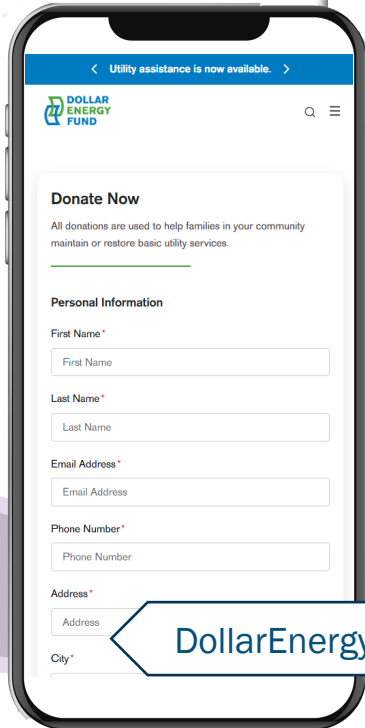 Utility assistance is now available.
DOLLAR
ENERGY
FUND
Donate Now
All donations are used to help families in your community
maintain or restore basic utility services.
Personal Information
First Name*
First Name
Last Name*
Last Name
Email Address*
Email Address
Phone Number*
Phone Number
Address*
Address
DollarEnergy
City*